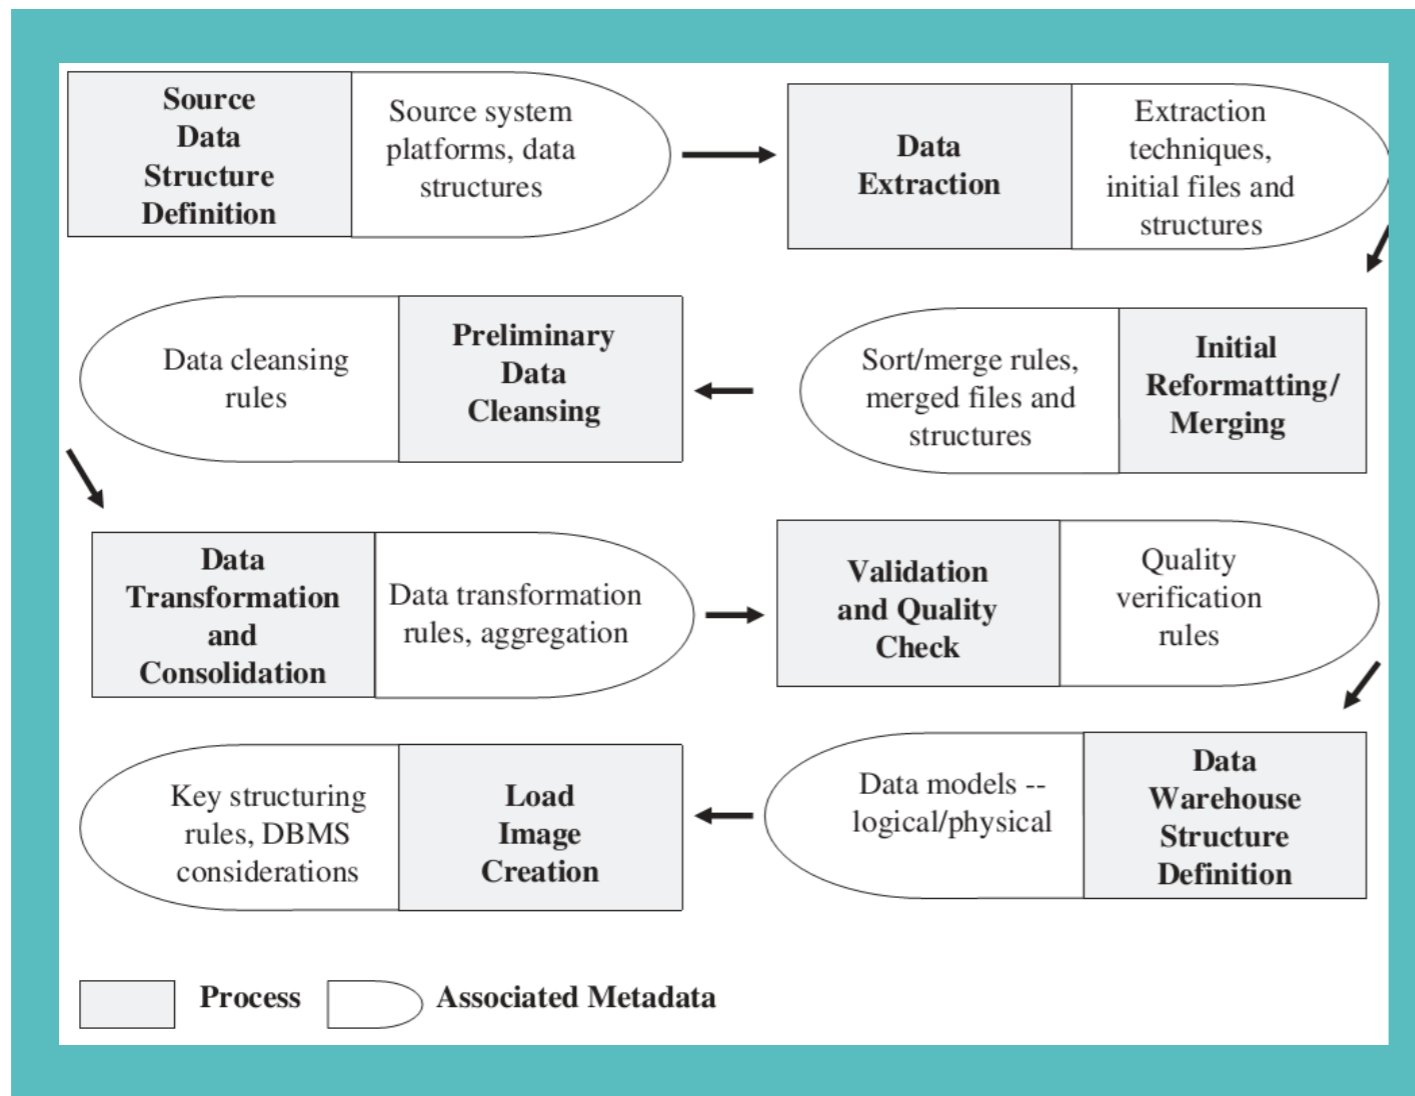 Source
Data
Structure
Definition
Source system
platforms, data
structures
Data
Extraction
Extraction
techniques,
initial files and
structures
Initial
Reformatting/
Merging
Sort/merge rules,
merged files and
structures
Preliminary
Data
Cleansing
Data cleansing
rules
Data
Transformation
and
Consolidation
Data transformation
rules, aggregation
Validation
and Quality
Check
Quality
verification
rules
Data
Warehouse
Structure
Definition
Data models --
logical/physical
Load
Image
Creation
Key structuring
rules, DBMS
considerations
Process
Associated Metadata